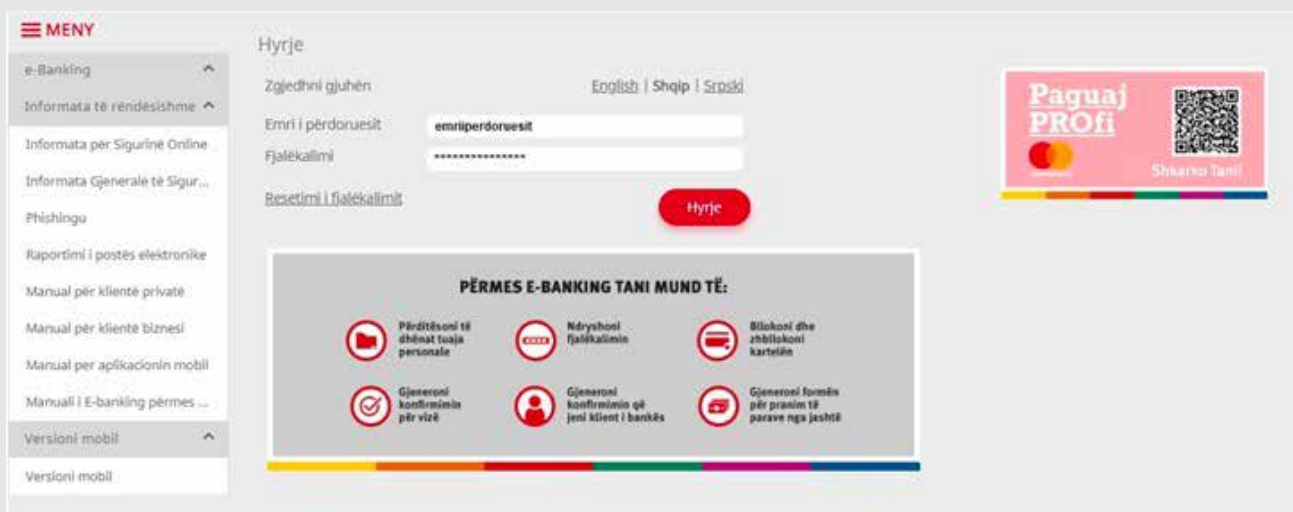 MENY
e-Banking
Informata të rëndësishme
Informata për Sigurinë Online
Informata Gjenerale të Sigur...
Phishingu
Raportimi i postës elektronike
Manual për klientë privatë
Manual për klientë biznesi
Manual per aplikacionin mobil
Manuali i E-banking përmes ...
Versioni mobil
Versioni mobil
Hyrje
Zgjedhni gjuhën
English | Shqip | Srpski
Emri i përdoruesit
emriiperdoruesit
Fjalëkalimi
•••••••••••••••
Resetimi i fjalëkalimit
Hyrje
PËRMES E-BANKING TANI MUND TË:
Përditësoni të
dhënat tuaja
personale
Ndryshoni
fjalëkalimin
Bllokoni dhe
zhbllokoni
kartelën
Gjeneroni
konfirmimin
për vizë
Gjeneroni
konfirmimin që
jeni klient i bankës
Gjeneroni formën
për pranim të
parave nga jashtë
Paguaj
PROfi
Shkarko Tani!